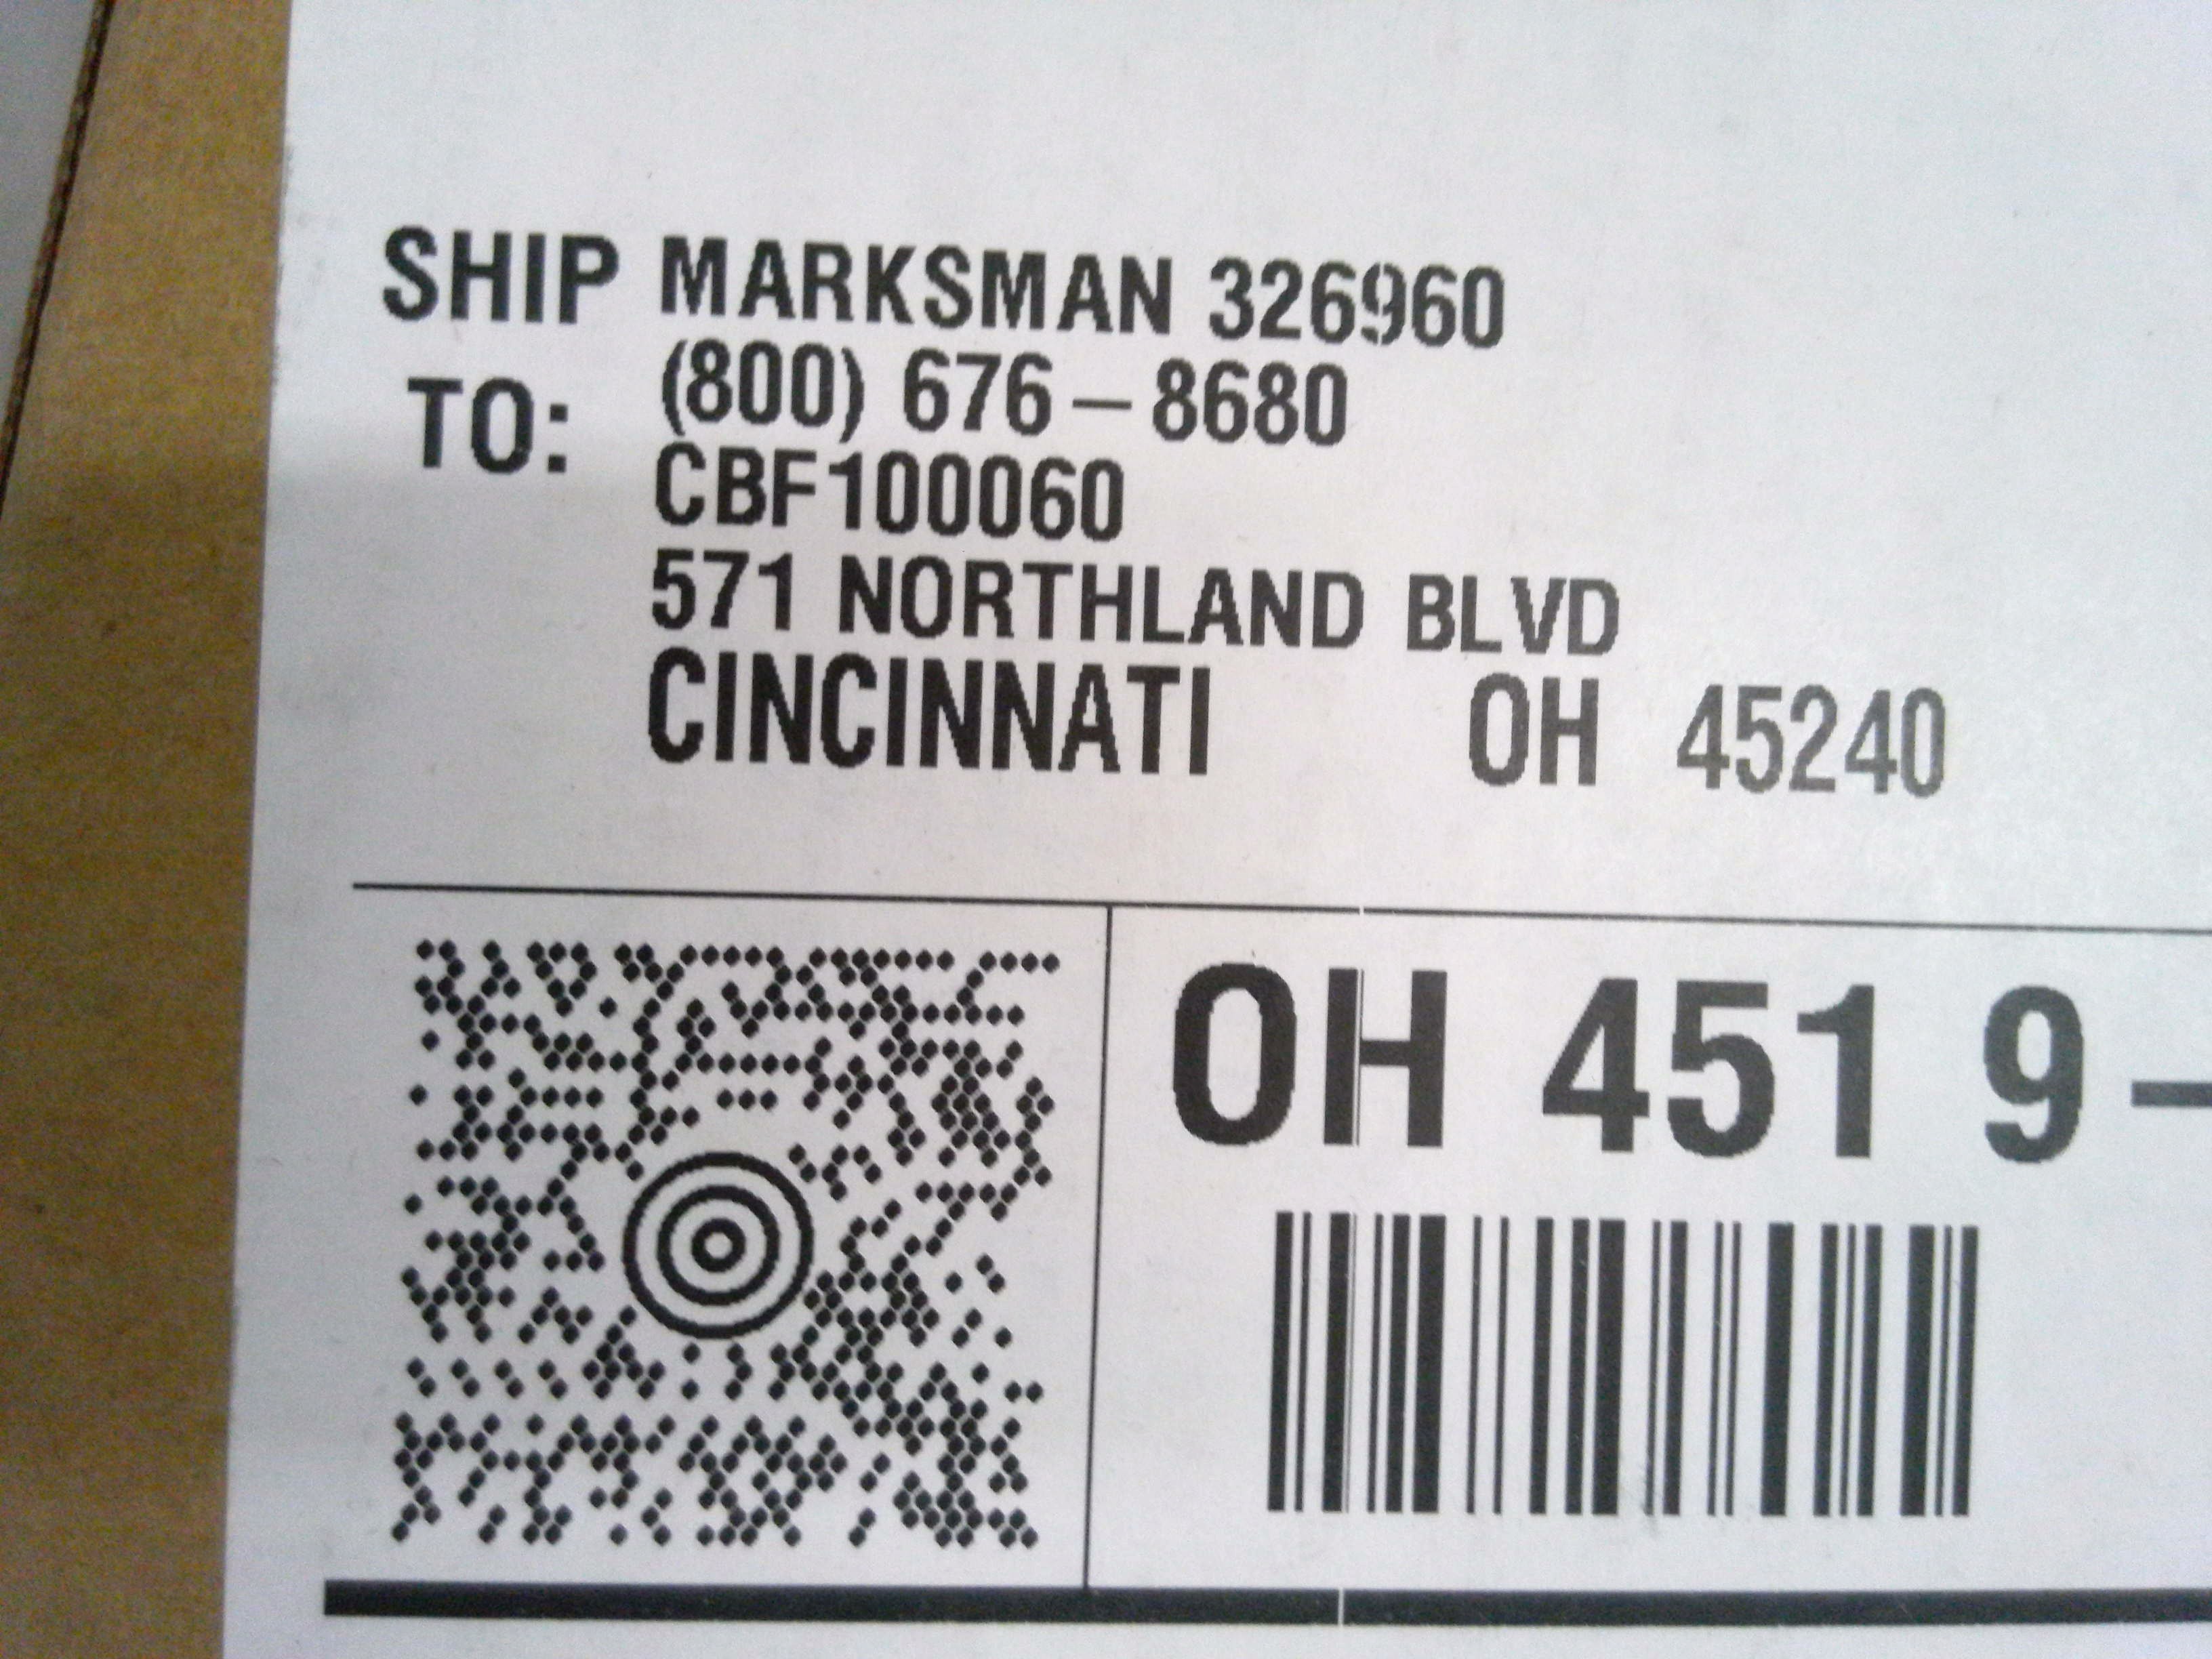 SHIP TO:
MARKSMAN 326960
(800) 676-8680
CBF100060
571 NORTHLAND BLVD
CINCINNATI OH 45240
OH 451 9-